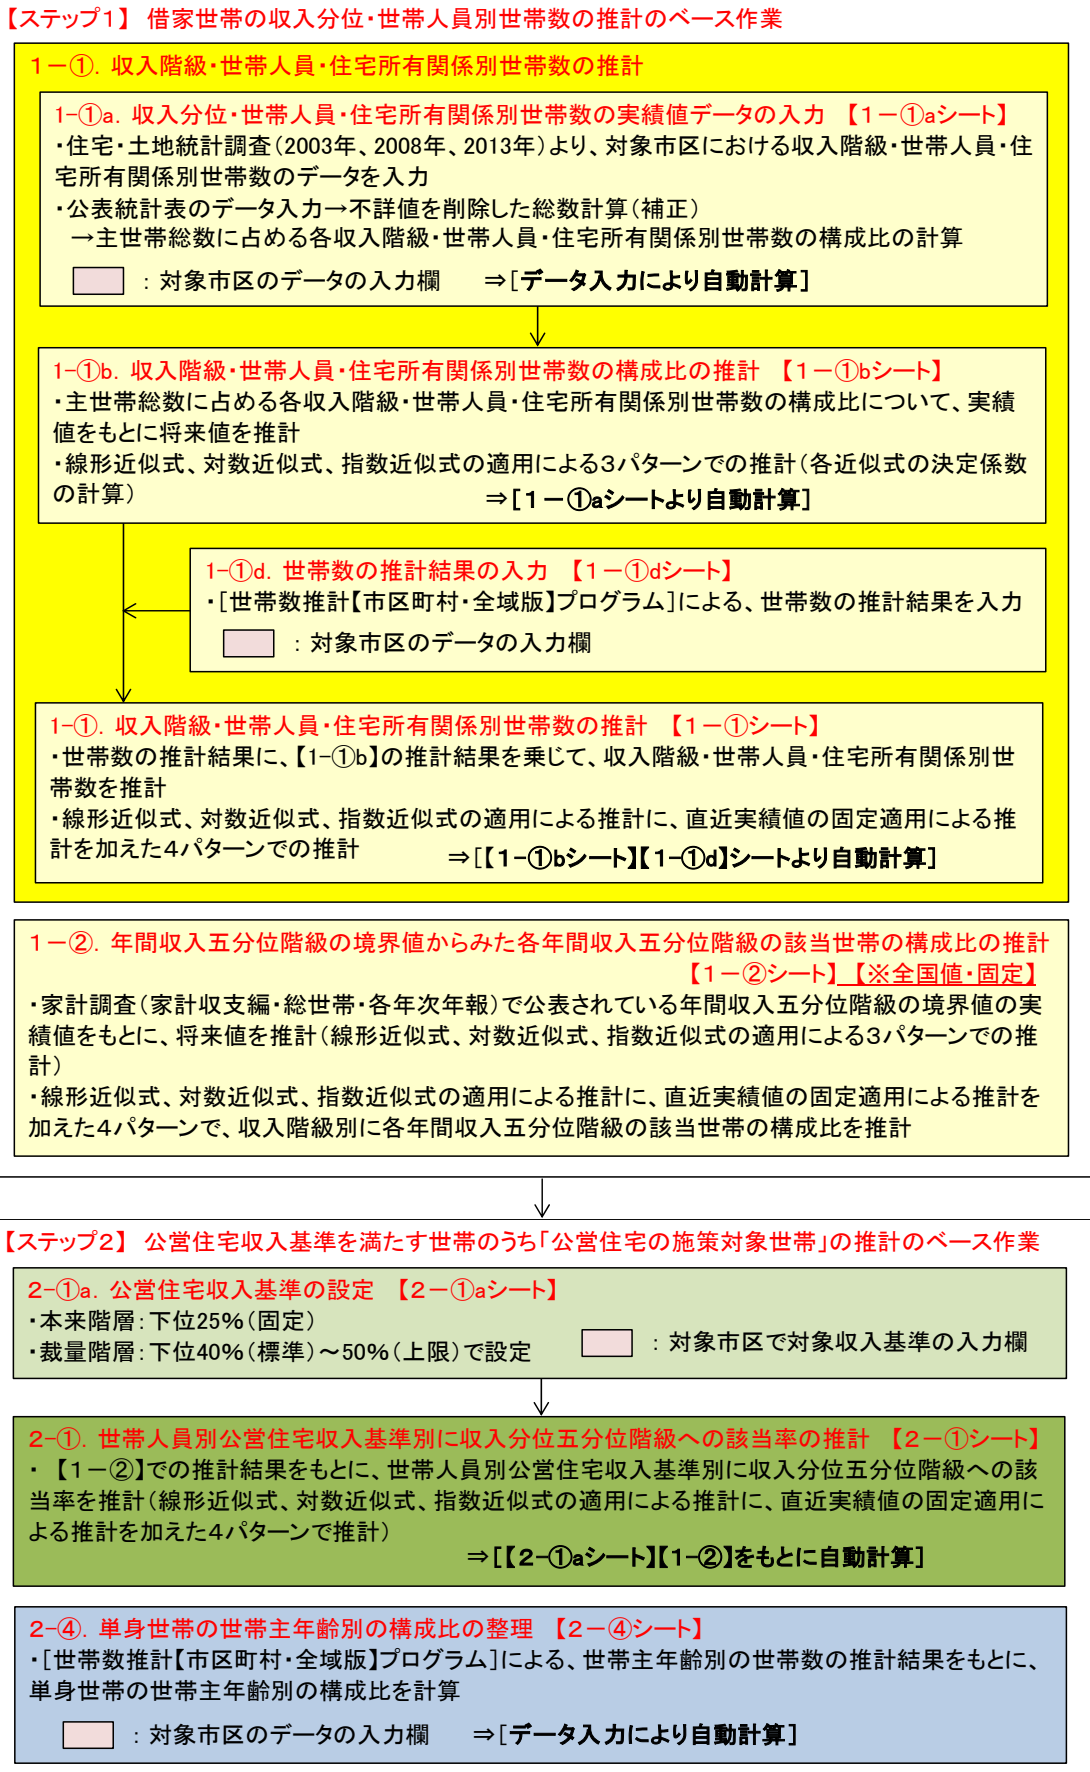 【ステップ1】 借家世帯の収入分位・世帯人員別世帯数の推計のベース作業
1－①．収入階級・世帯人員・住宅所有関係別世帯数の推計
1-①a．収入分位・世帯人員・住宅所有関係別世帯数の実績値データの入力 【1－①aシート】
・住宅・土地統計調査（2003年、2008年、2013年）より、対象市区における収入階級・世帯人員・住
宅所有関係別世帯数のデータを入力
・公表統計表のデータ入力→不詳値を削除した総数計算（補正）
→主世帯総数に占める各収入階級・世帯人員・住宅所有関係別世帯数の構成比の計算
：対象市区のデータの入力欄 ⇒［データ入力により自動計算］
1-①b．収入階級・世帯人員・住宅所有関係別世帯数の構成比の推計 【1－①bシート】
・主世帯総数に占める各収入階級・世帯人員・住宅所有関係別世帯数の構成比について、実績
値をもとに将来値を推計
・線形近似式、対数近似式、指数近似式の適用による3パターンでの推計（各近似式の決定係数
の計算） ⇒［1－①aシートより自動計算］
1-①d．世帯数の推計結果の入力 【1－①dシート】
・［世帯数推計【市区町村・全域版】プログラム］による、世帯数の推計結果を入力
：対象市区のデータの入力欄
1-①．収入階級・世帯人員・住宅所有関係別世帯数の推計 【1－①シート】
・世帯数の推計結果に、【1-①b】の推計結果を乗じて、収入階級・世帯人員・住宅所有関係別世
帯数を推計
・線形近似式、対数近似式、指数近似式の適用による推計に、直近実績値の固定適用による推
計を加えた4パターンでの推計 ⇒［【1-①bシート】【1-①d】シートより自動計算］
1－②．年間収入五分位階級の境界値からみた各年間収入五分位階級の該当世帯の構成比の推計
【1－②シート】 【※全国値・固定】
・家計調査（家計収支編・総世帯・各年次年報）で公表されている年間収入五分位階級の境界値の実
績値をもとに、将来値を推計（線形近似式、対数近似式、指数近似式の適用による3パターンでの推
計）
・線形近似式、対数近似式、指数近似式の適用による推計に、直近実績値の固定適用による推計を
加えた4パターンで、収入階級別に各年間収入五分位階級の該当世帯の構成比を推計
【ステップ2】 公営住宅収入基準を満たす世帯のうち「公営住宅の施策対象世帯」の推計のベース作業
2-①a．公営住宅収入基準の設定 【2－①aシート】
・本来階層：下位25%（固定）
・裁量階層：下位40%（標準）～50%（上限）で設定 ：対象市区で対象収入基準の入力欄
2-①．世帯人員別公営住宅収入基準別に収入分位五分位階級への該当率の推計 【2－①シート】
・ 【1－②】での推計結果をもとに、世帯人員別公営住宅収入基準別に収入分位五分位階級への該
当率を推計（線形近似式、対数近似式、指数近似式の適用による推計に、直近実績値の固定適用に
よる推計を加えた4パターンで推計）
⇒［【2-①aシート】【1-②】をもとに自動計算］
2-④．単身世帯の世帯主年齢別の構成比の整理 【2－④シート】
・［世帯数推計【市区町村・全域版】プログラム］による、世帯主年齢別の世帯数の推計結果をもとに、
単身世帯の世帯主年齢別の構成比を計算
：対象市区のデータの入力欄 ⇒［データ入力により自動計算］